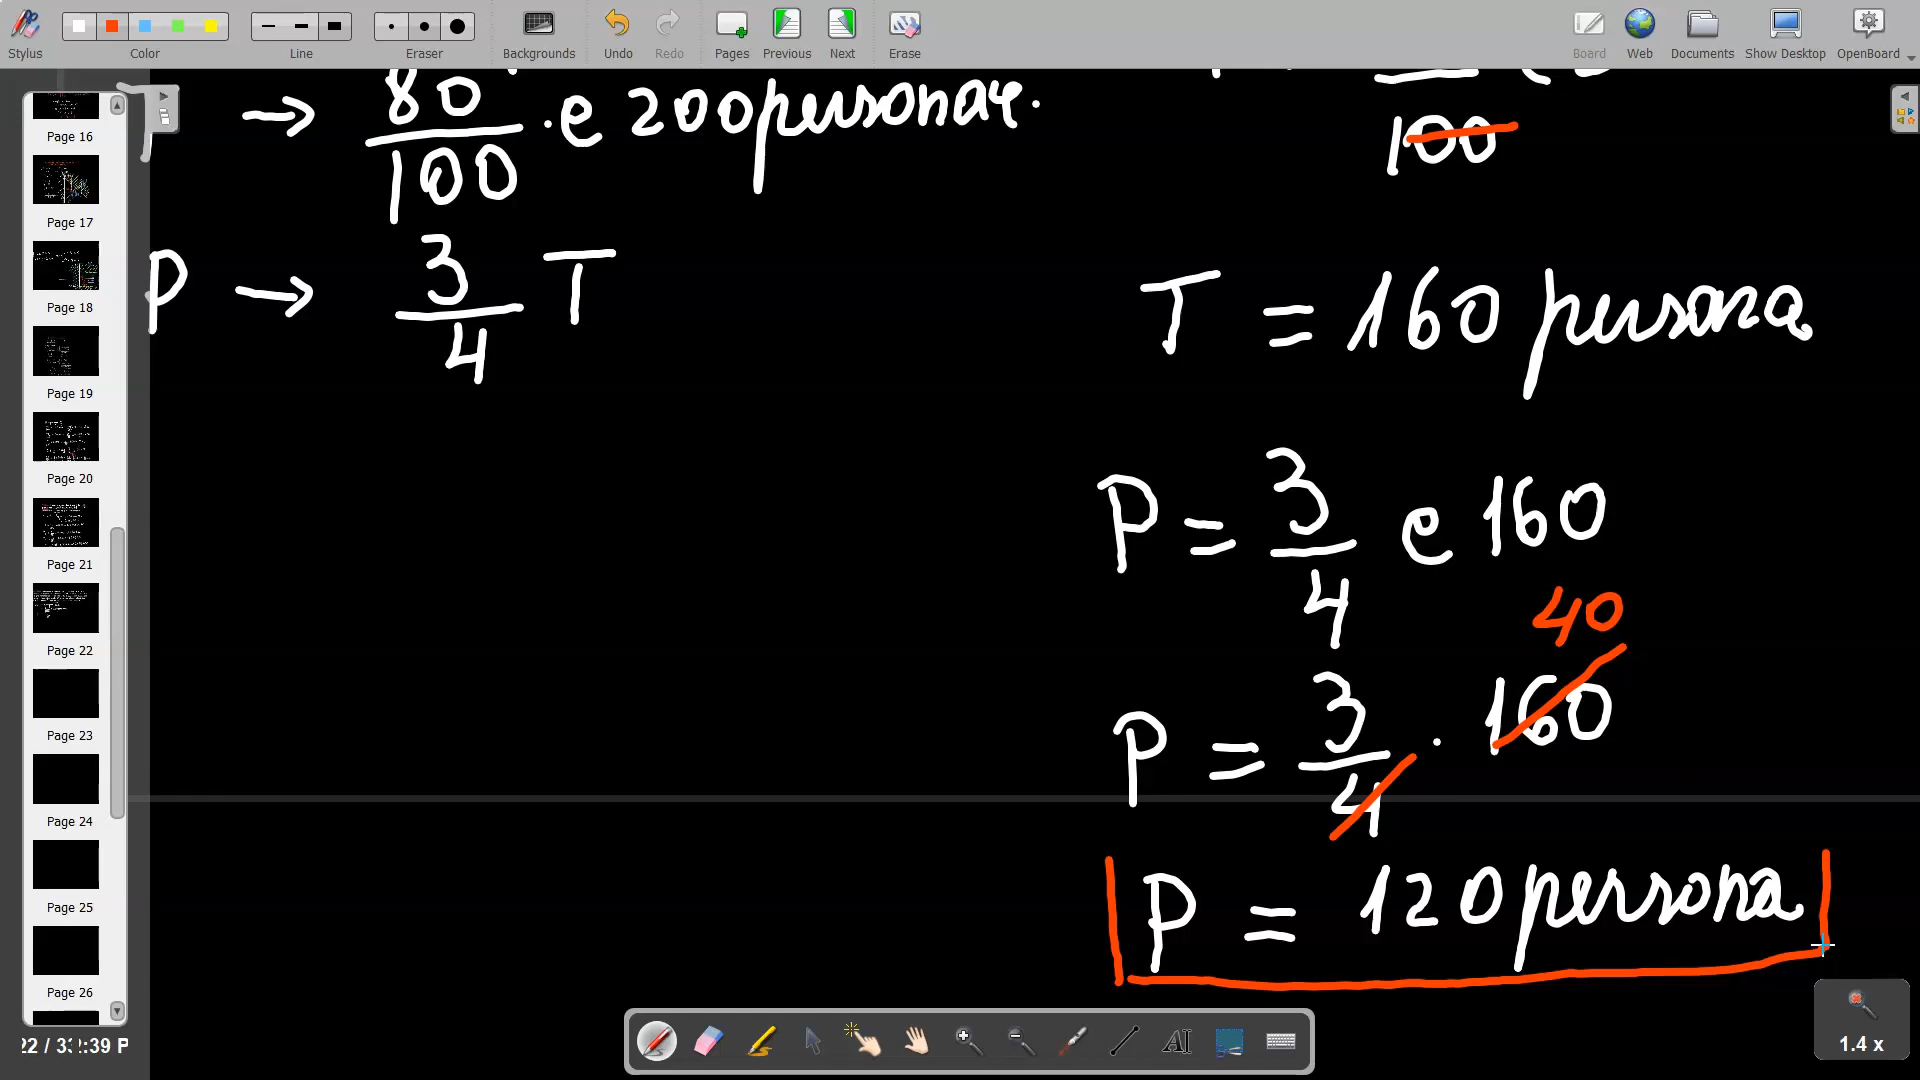 Stylus Color Line Eraser Backgrounds Undo Redo Pages Previous Next Erase Board Web Documents Show Desktop OpenBoard
Page 16
Page 17
Page 18
Page 19
Page 20
Page 21
Page 22
Page 23
Page 24
Page 25
Page 26
→ 80/100 · e 200 personave.
P → 3/4 T
100
T = 160 persona
P = 3/4 e 160
40
P = 3/4 · 160
P = 120 persona
1.4 x